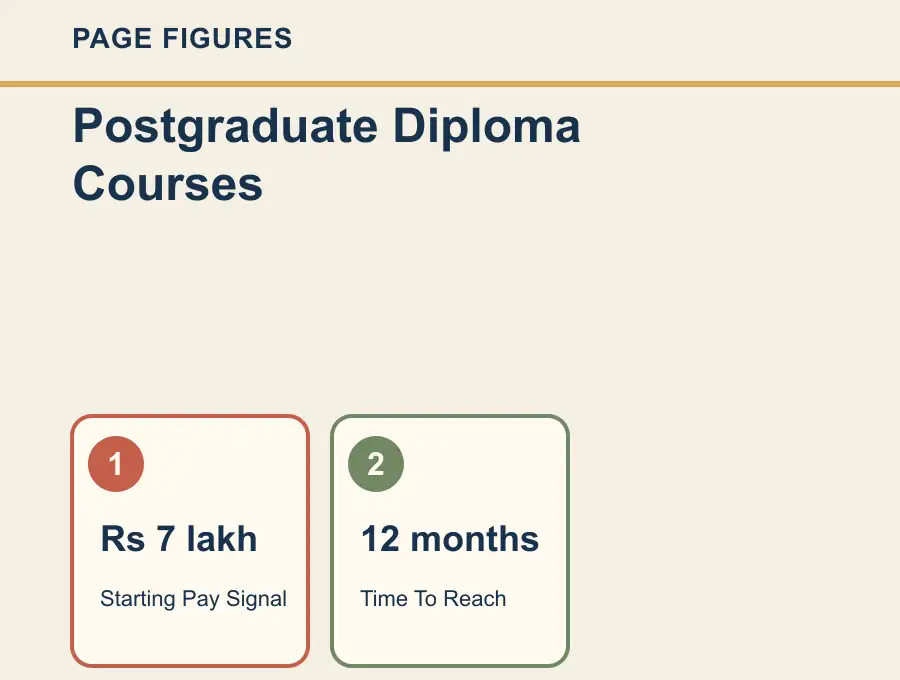 PAGE FIGURES
Postgraduate Diploma
Courses
1
Rs 7 lakh
Starting Pay Signal
2
12 months
Time To Reach